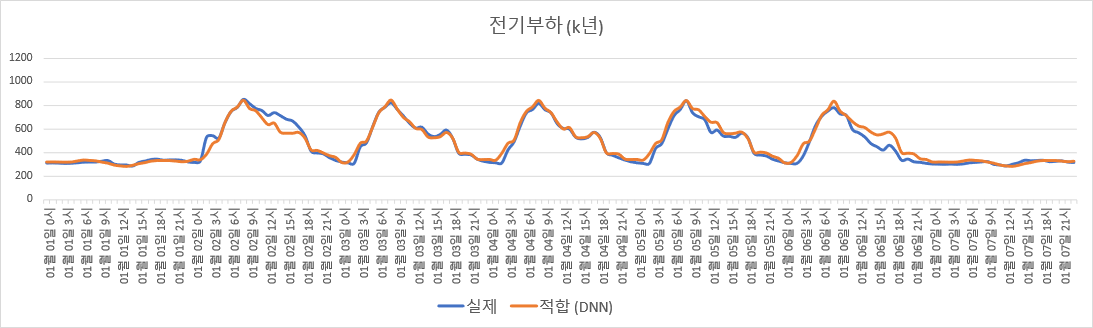 전기부하 (k년)
1200
1000
800
600
400
200
0
01월 01일 0시
01월 01일 3시
01월 01일 6시
01월 01일 9시
01월 01일 12시
01월 01일 15시
01월 01일 18시
01월 01일 21시
01월 02일 0시
01월 02일 3시
01월 02일 6시
01월 02일 9시
01월 02일 12시
01월 02일 15시
01월 02일 18시
01월 02일 21시
01월 03일 0시
01월 03일 3시
01월 03일 6시
01월 03일 9시
01월 03일 12시
01월 03일 15시
01월 03일 18시
01월 03일 21시
01월 04일 0시
01월 04일 3시
01월 04일 6시
01월 04일 9시
01월 04일 12시
01월 04일 15시
01월 04일 18시
01월 04일 21시
01월 05일 0시
01월 05일 3시
01월 05일 6시
01월 05일 9시
01월 05일 12시
01월 05일 15시
01월 05일 18시
01월 05일 21시
01월 06일 0시
01월 06일 3시
01월 06일 6시
01월 06일 9시
01월 06일 12시
01월 06일 15시
01월 06일 18시
01월 06일 21시
01월 07일 0시
01월 07일 3시
01월 07일 6시
01월 07일 9시
01월 07일 12시
01월 07일 15시
01월 07일 18시
01월 07일 21시
실제 적합 (DNN)